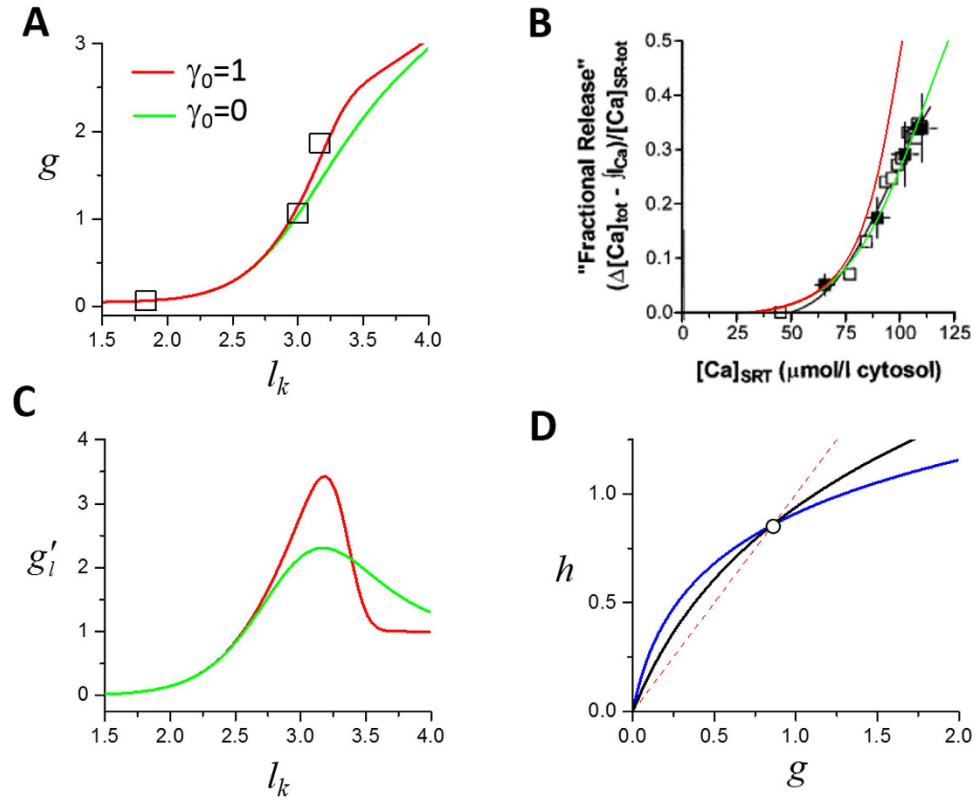 A
3
2
g
1
0
γ₀=1
γ₀=0
1.5 2.0 2.5 3.0 3.5 4.0
lₖ
B
"Fractional Release"
(Δ[Ca]tot - ∫ICa)/[Ca]SR-tot
0.5
0.4
0.3
0.2
0.1
0.0
0 25 50 75 100 125
[Ca]SRT (μmol/l cytosol)
C
4
3
g′ₗ
2
1
0
1.5 2.0 2.5 3.0 3.5 4.0
lₖ
D
1.0
h
0.5
0.0
0.0 0.5 1.0 1.5 2.0
g